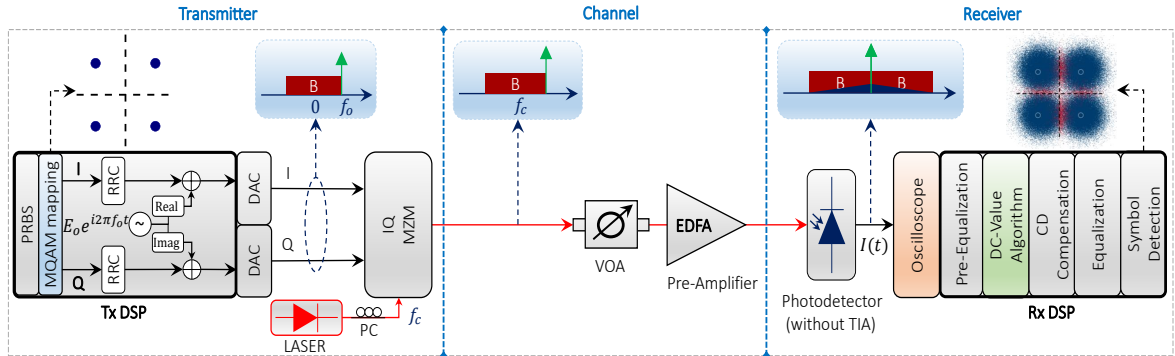 Transmitter
Channel
Receiver
B
0
f_o
B
f_c
B
B
PRBS
MQAM mapping
I
Q
RRC
RRC
E_o e^{i2πf_o t}
~
Real
Imag
DAC
DAC
I
Q
IQ
MZM
Tx DSP
LASER
PC
f_c
VOA
EDFA
Pre-Amplifier
I(t)
Photodetector
(without TIA)
Oscilloscope
Pre-Equalization
DC-Value
Algorithm
CD
Compensation
Equalization
Symbol
Detection
Rx DSP